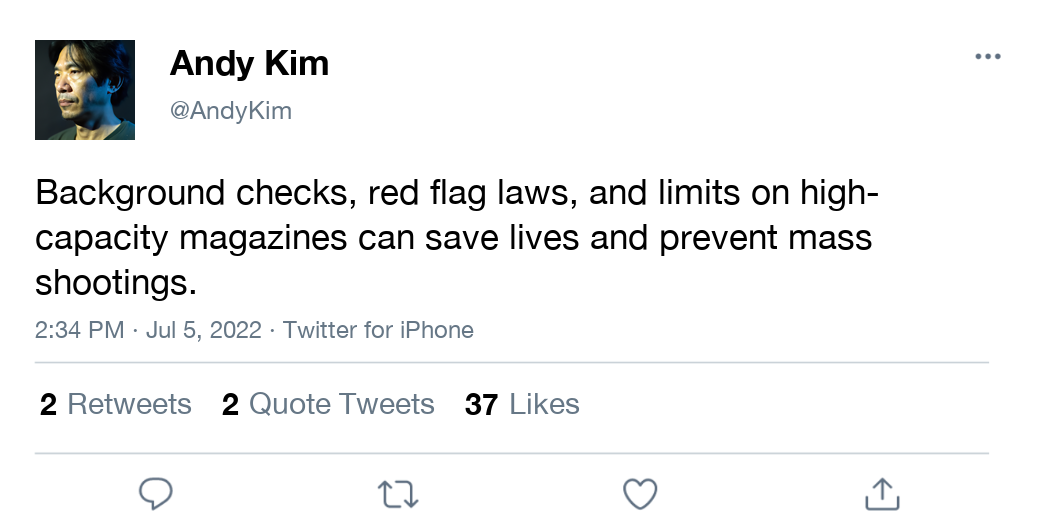 Andy Kim
@AndyKim
Background checks, red flag laws, and limits on high-
capacity magazines can save lives and prevent mass
shootings.
2:34 PM · Jul 5, 2022 · Twitter for iPhone
2 Retweets 2 Quote Tweets 37 Likes